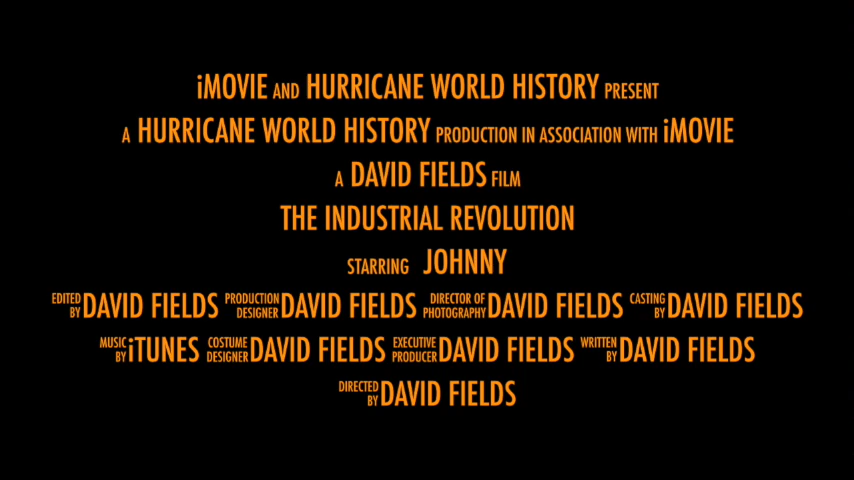 iMOVIE AND HURRICANE WORLD HISTORY PRESENT
A HURRICANE WORLD HISTORY PRODUCTION IN ASSOCIATION WITH iMOVIE
A DAVID FIELDS FILM
THE INDUSTRIAL REVOLUTION
STARRING JOHNNY
EDITED BY DAVID FIELDS PRODUCTION DESIGNER DAVID FIELDS DIRECTOR OF PHOTOGRAPHY DAVID FIELDS CASTING BY DAVID FIELDS
MUSIC BY iTUNES COSTUME DESIGNER DAVID FIELDS EXECUTIVE PRODUCER DAVID FIELDS WRITTEN BY DAVID FIELDS
DIRECTED BY DAVID FIELDS